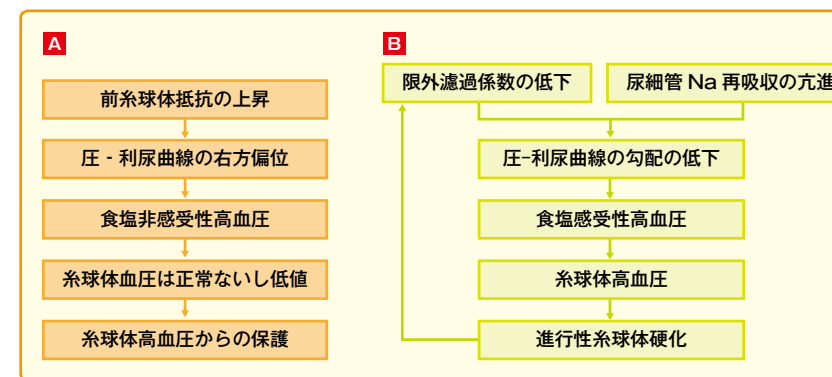 A
前糸球体抵抗の上昇
圧‐利尿曲線の右方偏位
食塩非感受性高血圧
糸球体血圧は正常ないし低値
糸球体高血圧からの保護
B
限外濾過係数の低下
尿細管 Na 再吸収の亢進
圧−利尿曲線の勾配の低下
食塩感受性高血圧
糸球体高血圧
進行性糸球体硬化